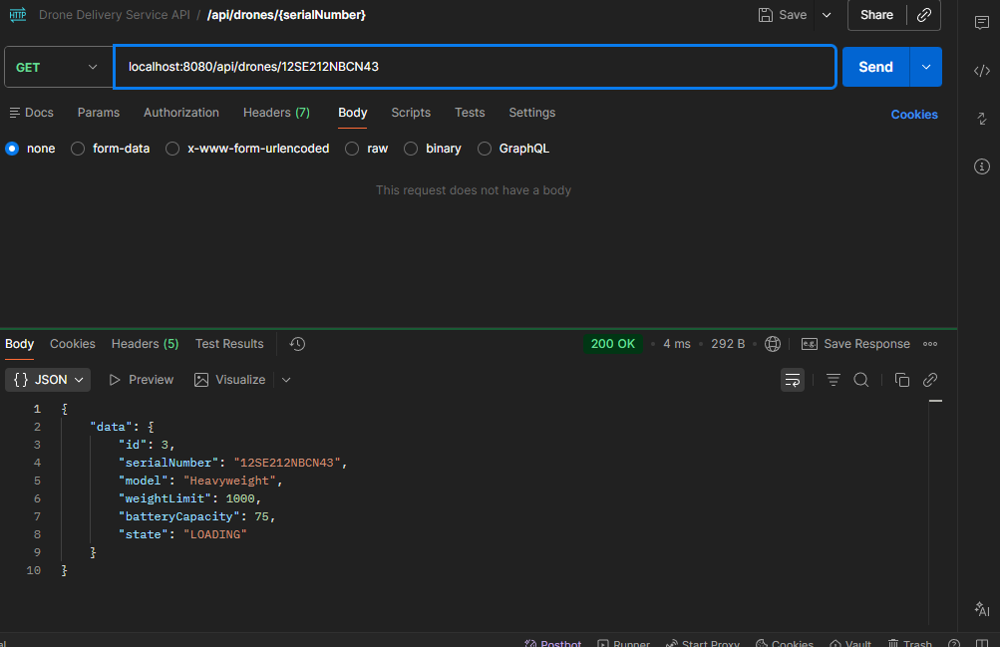 HTTP Drone Delivery Service API / /api/drones/{serialNumber} Save Share
GET localhost:8080/api/drones/12SE212NBCN43 Send
Docs Params Authorization Headers (7) Body Scripts Tests Settings Cookies
none form-data x-www-form-urlencoded raw binary GraphQL
This request does not have a body
Body Cookies Headers (5) Test Results 200 OK • 4 ms • 292 B • e.g. Save Response
{} JSON Preview Visualize
1 {
2 "data": {
3 "id": 3,
4 "serialNumber": "12SE212NBCN43",
5 "model": "Heavyweight",
6 "weightLimit": 1000,
7 "batteryCapacity": 75,
8 "state": "LOADING"
9 }
10 }
AI
Postbot Runner Start Proxy Cookies Vault Trash